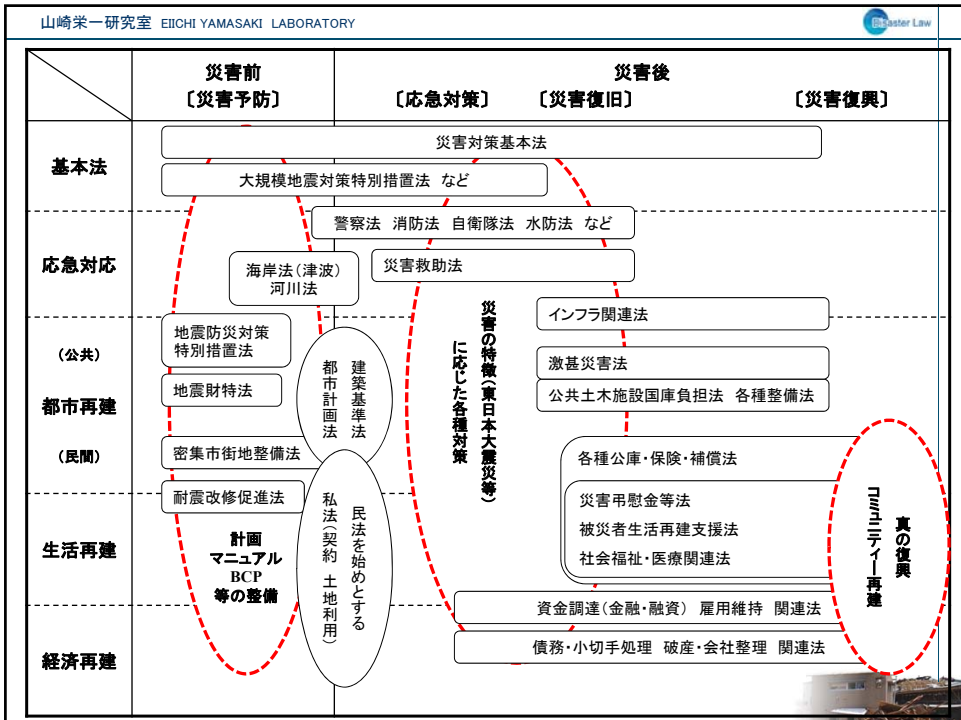 山崎栄一研究室 EIICHI YAMASAKI LABORATORY
Disaster Law
災害前
〔災害予防〕
災害後
〔応急対策〕
〔災害復旧〕
〔災害復興〕
基本法
災害対策基本法
大規模地震対策特別措置法 など
応急対応
警察法 消防法 自衛隊法 水防法 など
海岸法(津波)
河川法
災害救助法
(公共)
都市再建
(民間)
地震防災対策
特別措置法
地震財特法
密集市街地整備法
建築基準法
都市計画法
災害の特徴(東日本大震災等)
に応じた各種対策
インフラ関連法
激甚災害法
公共土木施設国庫負担法 各種整備法
各種公庫・保険・補償法
生活再建
耐震改修促進法
計画
マニュアル
BCP
等の整備
民法を始めとする
私法(契約 土地利用)
災害弔慰金等法
被災者生活再建支援法
社会福祉・医療関連法
真の復興
コミュニティー再建
経済再建
資金調達(金融・融資) 雇用維持 関連法
債務・小切手処理 破産・会社整理 関連法